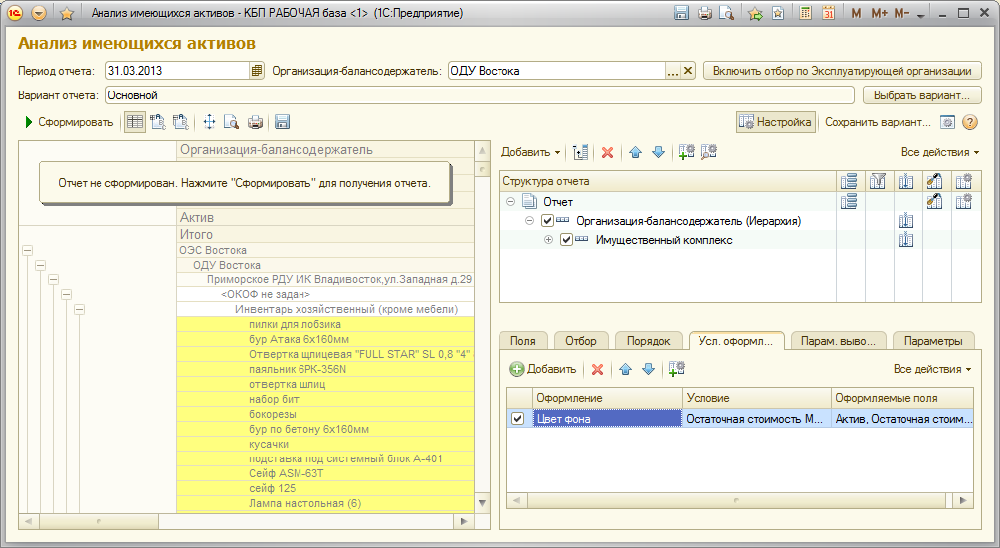 Анализ имеющихся активов - КБП РАБОЧАЯ база <1> (1С:Предприятие)
M M+ M-
Анализ имеющихся активов
Период отчета: 31.03.2013 Организация-балансодержатель: ОДУ Востока ... Включить отбор по Эксплуатирующей организации
Вариант отчета: Основной Выбрать вариант...
Сформировать Настройка Сохранить вариант...
Организация-балансодержатель
Отчет не сформирован. Нажмите "Сформировать" для получения отчета.
Актив
Итого
ОЭС Востока
ОДУ Востока
Приморское РДУ ИК Владивосток,ул.Западная д.29
<ОКОФ не задан>
Инвентарь хозяйственный (кроме мебели)
пилки для лобзика
бур Атака 6х160мм
Отвертка шлицевая "FULL STAR" SL 0,8 "4"
паяльник 6PK-356N
отвертка шлиц
набор бит
бокорезы
бур по бетону 6х160мм
кусачки
подставка под системный блок А-401
Сейф ASM-63T
сейф 125
Лампа настольная (6)
Добавить Все действия
Структура отчета
Отчет
Организация-балансодержатель (Иерархия)
Имущественный комплекс
Поля Отбор Порядок Усл. оформл... Парам. выво... Параметры
Добавить Все действия
Оформление Условие Оформляемые поля
Цвет фона Остаточная стоимость М... Актив, Остаточная стоим...